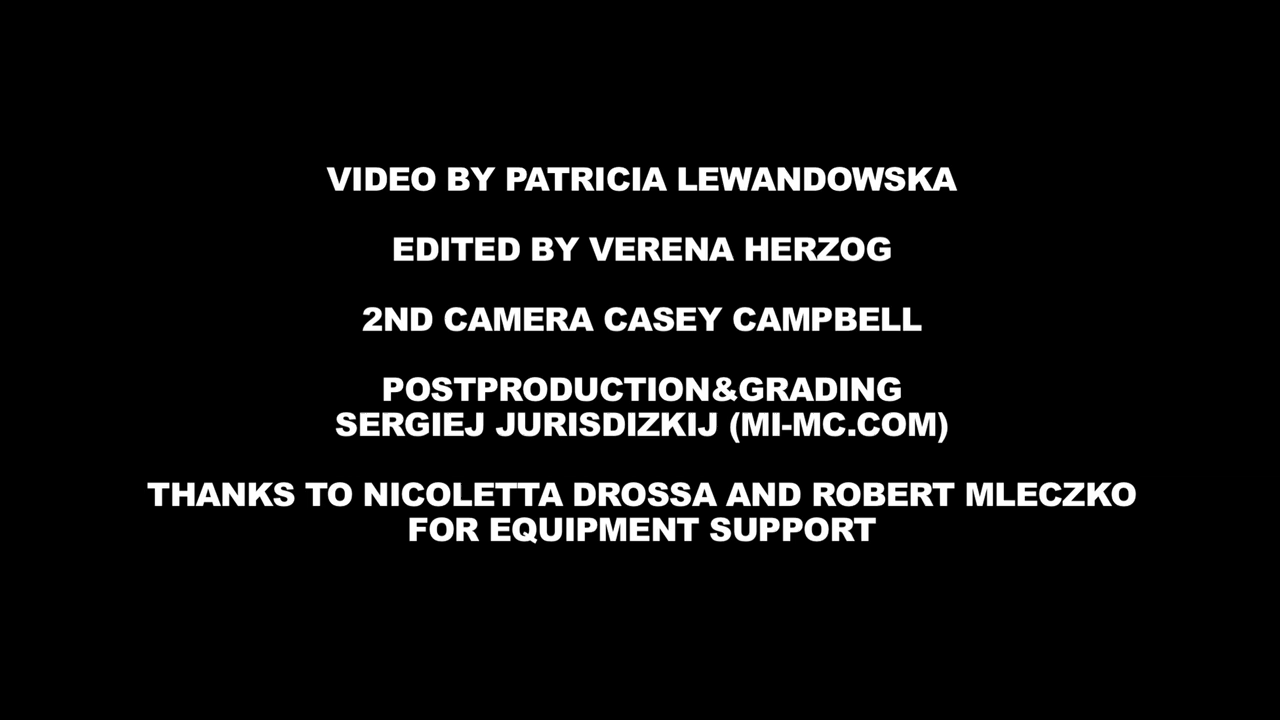 VIDEO BY PATRICIA LEWANDOWSKA
EDITED BY VERENA HERZOG
2ND CAMERA CASEY CAMPBELL
POSTPRODUCTION&GRADING
SERGIEJ JURISDIZKIJ (MI-MC.COM)
THANKS TO NICOLETTA DROSSA AND ROBERT MLECZKO
FOR EQUIPMENT SUPPORT